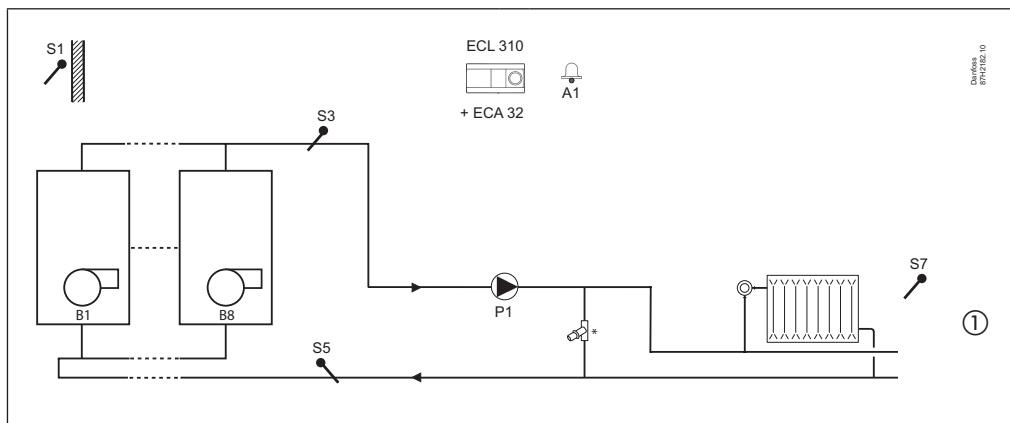 S1
ECL 310
A1
+ ECA 32
Danfoss
87H2182.10
S3
B1
B8
P1
*
S7
S5
①